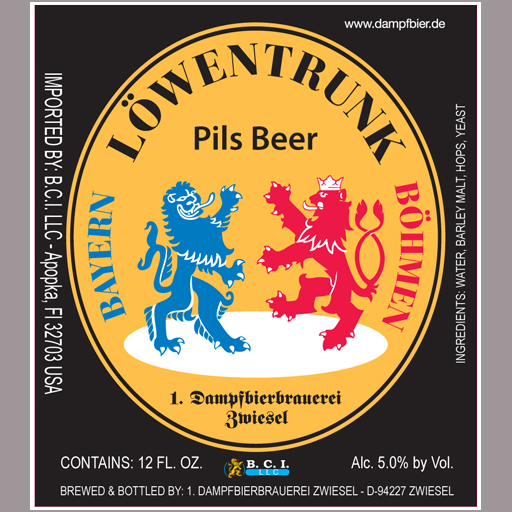 www.dampfbier.de
LÖWENTRUNK
Pils Beer
BAYERN
BÖHMEN
1. Dampfbierbrauerei
Zwiesel
IMPORTED BY: B.C.I LLC - Apopka, Fl 32703 USA
INGREDIENTS: WATER, BARLEY MALT, HOPS, YEAST
CONTAINS: 12 FL. OZ.
B. C. I.
LLC
Alc. 5.0% by Vol.
BREWED & BOTTLED BY: 1. DAMPFBIERBRAUEREI ZWIESEL - D-94227 ZWIESEL